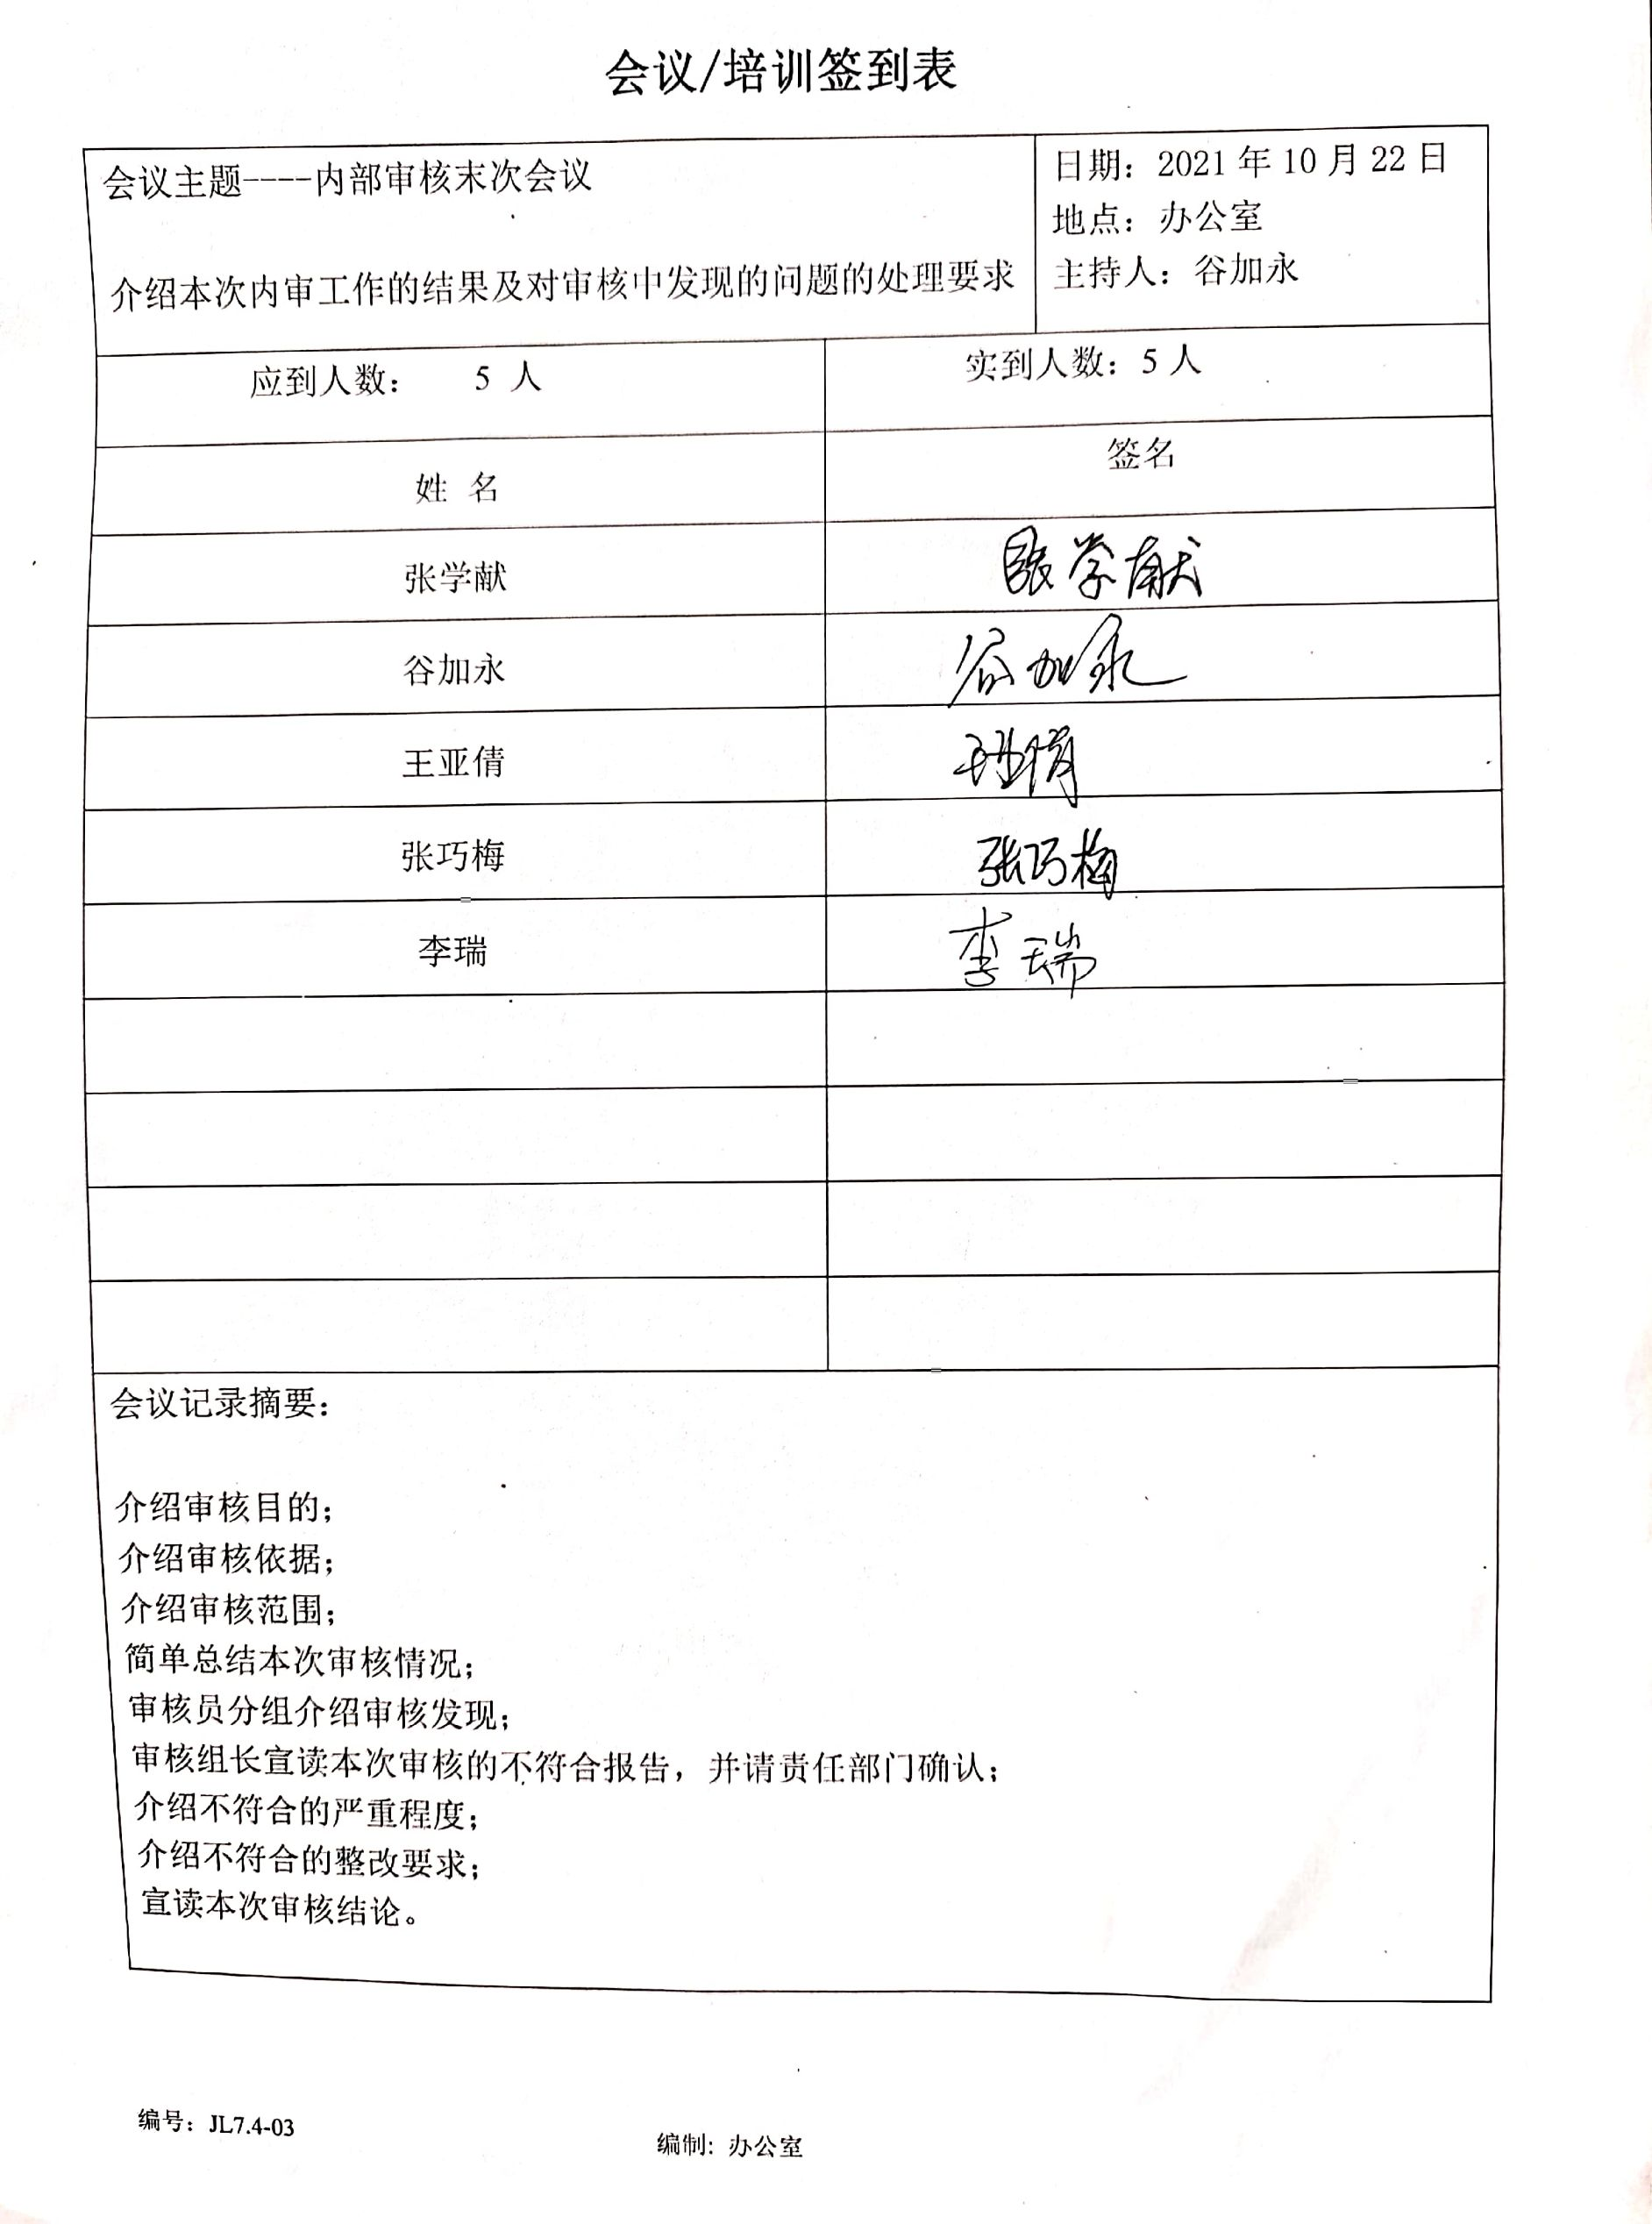 会议/培训签到表
会议主题----内部审核末次会议
介绍本次内审工作的结果及对审核中发现的问题的处理要求
日期：2021 年 10 月 22 日
地点：办公室
主持人：谷加永
应到人数： 5 人 实到人数：5 人
姓 名 签名
张学献 张学献
谷加永 谷加永
王亚倩 王亚倩
张巧梅 张巧梅
李瑞 李瑞
会议记录摘要：
介绍审核目的；
介绍审核依据；
介绍审核范围；
简单总结本次审核情况；
审核员分组介绍审核发现；
审核组长宣读本次审核的不符合报告，并请责任部门确认；
介绍不符合的严重程度；
介绍不符合的整改要求；
宣读本次审核结论。
编号：JL7.4-03
编制: 办公室